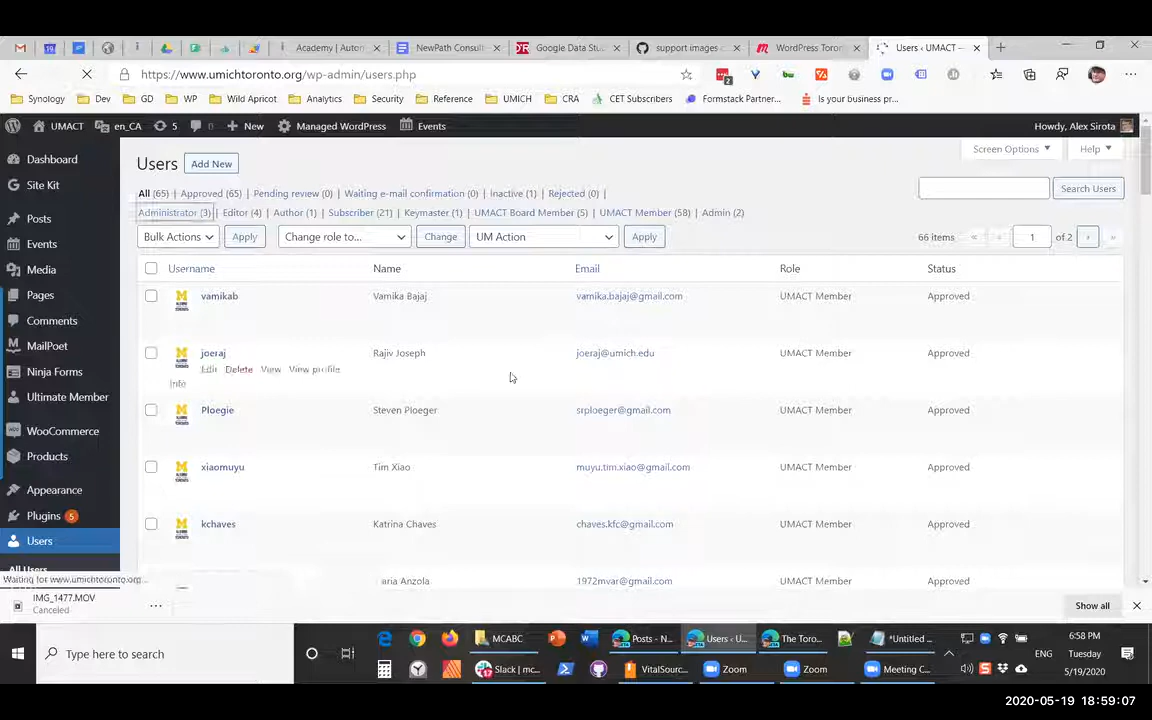 Academy | Autor
NewPath Consult
Google Data Stu
support images
WordPress Toron
Users ‹ UMACT —
https://www.umichtoronto.org/wp-admin/users.php
Synology Dev GD WP Wild Apricot Analytics Security Reference UMICH CRA CET Subscribers Formstack Partner... Is your business pr...
UMACT en_CA 5 0 New Managed WordPress Events Howdy, Alex Sirota
Screen Options Help
Dashboard
Site Kit
Posts
Events
Media
Pages
Comments
MailPoet
Ninja Forms
Ultimate Member
WooCommerce
Products
Appearance
Plugins 5
Users
All Users
Users Add New
All (65) | Approved (65) | Pending review (0) | Waiting e-mail confirmation (0) | Inactive (1) | Rejected (0) |
Search Users
Administrator (3) | Editor (4) | Author (1) | Subscriber (21) | Keymaster (1) | UMACT Board Member (5) | UMACT Member (58) | Admin (2)
Bulk Actions Apply Change role to... Change UM Action Apply 66 items « ‹ 1 of 2 › »
Username Name Email Role Status
vamikab Vamika Bajaj vamika.bajaj@gmail.com UMACT Member Approved
joeraj Rajiv Joseph joeraj@umich.edu UMACT Member Approved
Edit Delete View View profile
Info
Ploegie Steven Ploeger srploeger@gmail.com UMACT Member Approved
xiaomuyu Tim Xiao muyu.tim.xiao@gmail.com UMACT Member Approved
kchaves Katrina Chaves chaves.kfc@gmail.com UMACT Member Approved
aria Anzola 1972mvar@gmail.com UMACT Member Approved
Waiting for www.umichtoronto.org...
IMG_1477.MOV
Canceled
Show all
Type here to search
MCABC
Posts - N...
Users ‹ U...
The Toro...
*Untitled ...
Slack | mc...
VitalSourc...
Zoom
Zoom
Meeting C...
ENG
6:58 PM
Tuesday
5/19/2020
2020-05-19 18:59:07